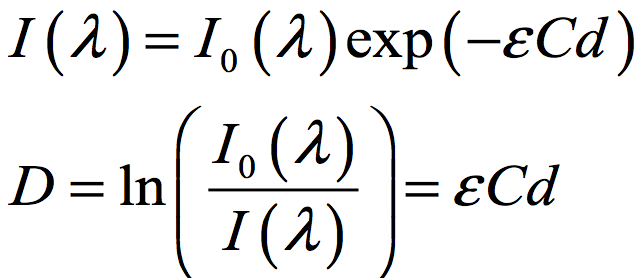 I(λ) = I₀(λ)exp(−εCd)
D = ln(I₀(λ)/I(λ)) = εCd